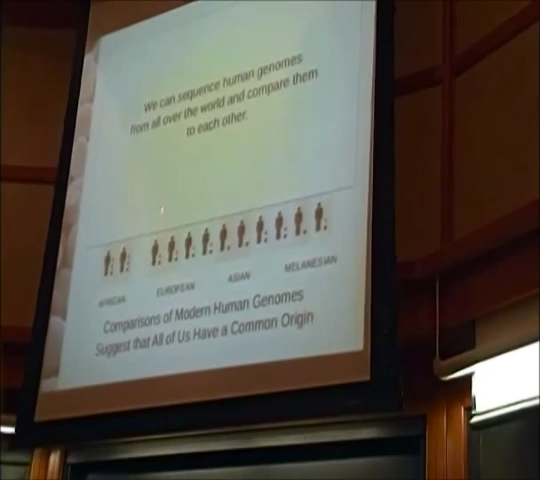 We can sequence human genomes
from all over the world and compare them
to each other.
AFRICAN EUROPEAN ASIAN MELANESIAN
Comparisons of Modern Human Genomes
Suggest that All of Us Have a Common Origin